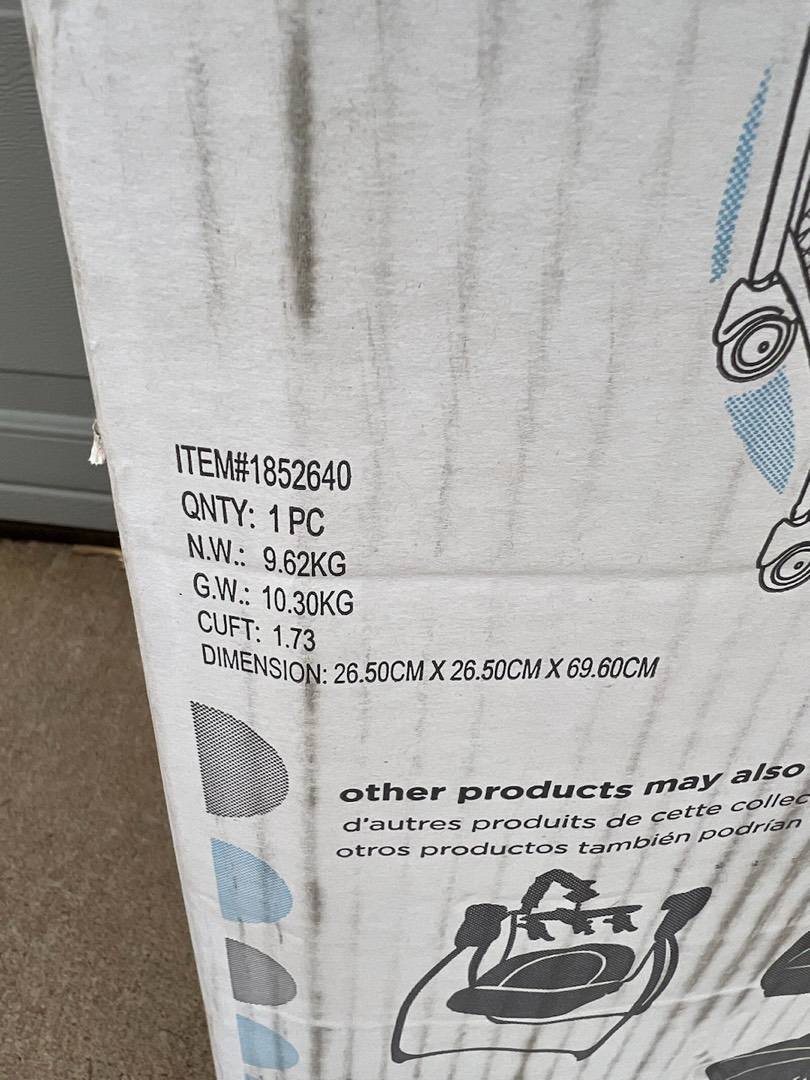 ITEM#1852640
QNTY: 1 PC
N.W.: 9.62KG
G.W.: 10.30KG
CUFT: 1.73
DIMENSION: 26.50CM X 26.50CM X 69.60CM
other products may also
d'autres produits de cette collec
otros productos también podrían